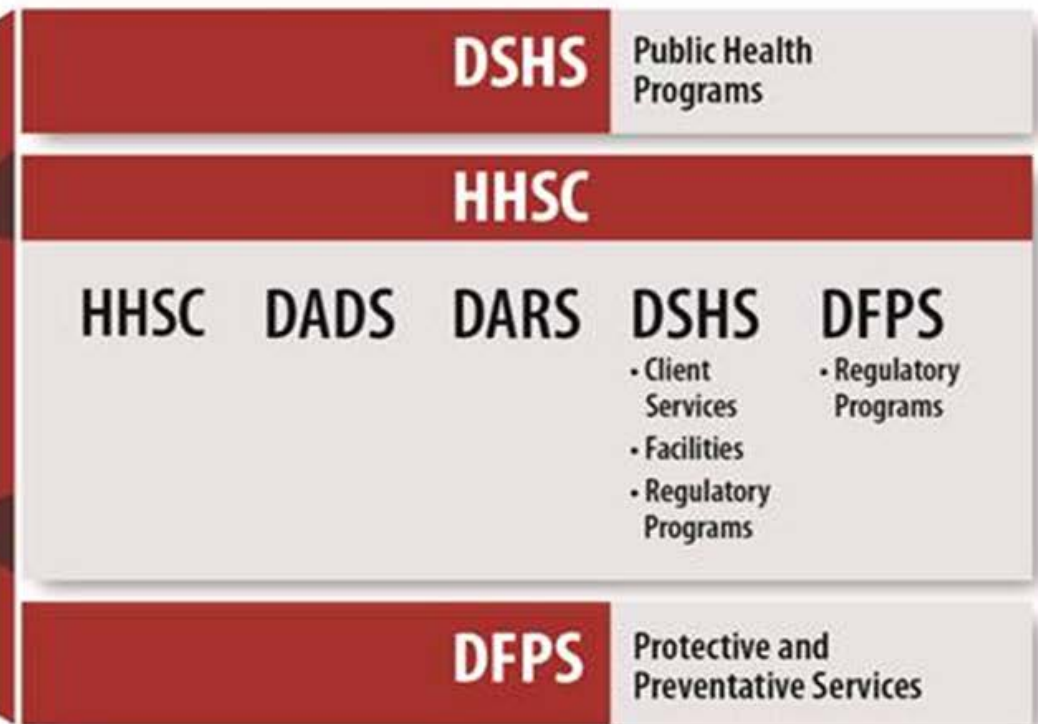 DSHS
Public Health
Programs
HHSC
HHSC
DADS
DARS
DSHS
• Client
Services
• Facilities
• Regulatory
Programs
DFPS
• Regulatory
Programs
DFPS
Protective and
Preventative Services